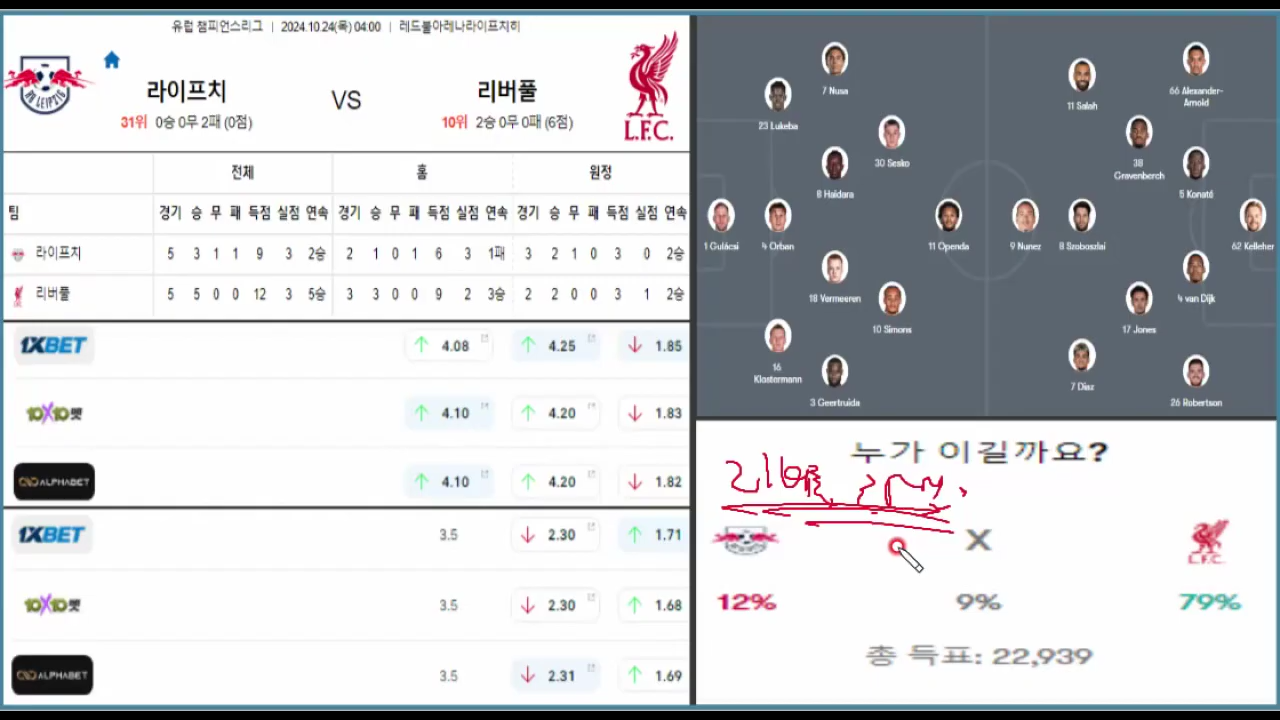 유럽 챔피언스리그 | 2024.10.24(목) 04:00 | 레드불아레나라이프치히
RB LEIPZIG
라이프치
31위 0승 0무 2패 (0점)
VS
리버풀
10위 2승 0무 0패 (6점)
L.F.C.
전체 홈 원정
팀 경기 승 무 패 득점 실점 연속 경기 승 무 패 득점 실점 연속 경기 승 무 패 득점 실점 연속
라이프치 5 3 1 1 9 3 2승 2 1 0 1 6 3 1패 3 2 1 0 3 0 2승
리버풀 5 5 0 0 12 3 5승 3 3 0 0 9 2 3승 2 2 0 0 3 1 2승
1XBET ↑ 4.08 ↑ 4.25 ↓ 1.85
10X10벳 ↑ 4.10 ↑ 4.20 ↓ 1.83
ALPHABET ↑ 4.10 ↑ 4.20 ↓ 1.82
1XBET 3.5 ↓ 2.30 ↑ 1.71
10X10벳 3.5 ↓ 2.30 ↑ 1.68
ALPHABET 3.5 ↓ 2.31 ↑ 1.69
7 Nusa
23 Lukeba
30 Sesko
8 Haidara
1 Gulácsi
4 Orban
11 Openda
18 Vermeeren
10 Simons
16
Klostermann
3 Geertruida
11 Salah
66 Alexander-
Arnold
38
Gravenberch
5 Konaté
9 Nunez
8 Szoboszlai
62 Kelleher
4 van Dijk
17 Jones
7 Diaz
26 Robertson
누가 이길까요?
X
L.F.C.
12% 9% 79%
총 득표: 22,939